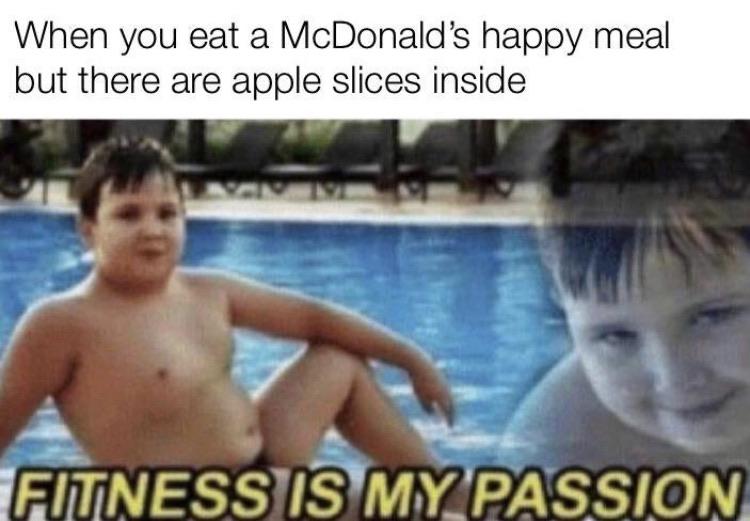 When you eat a McDonald’s happy meal
but there are apple slices inside
FITNESS IS MY PASSION